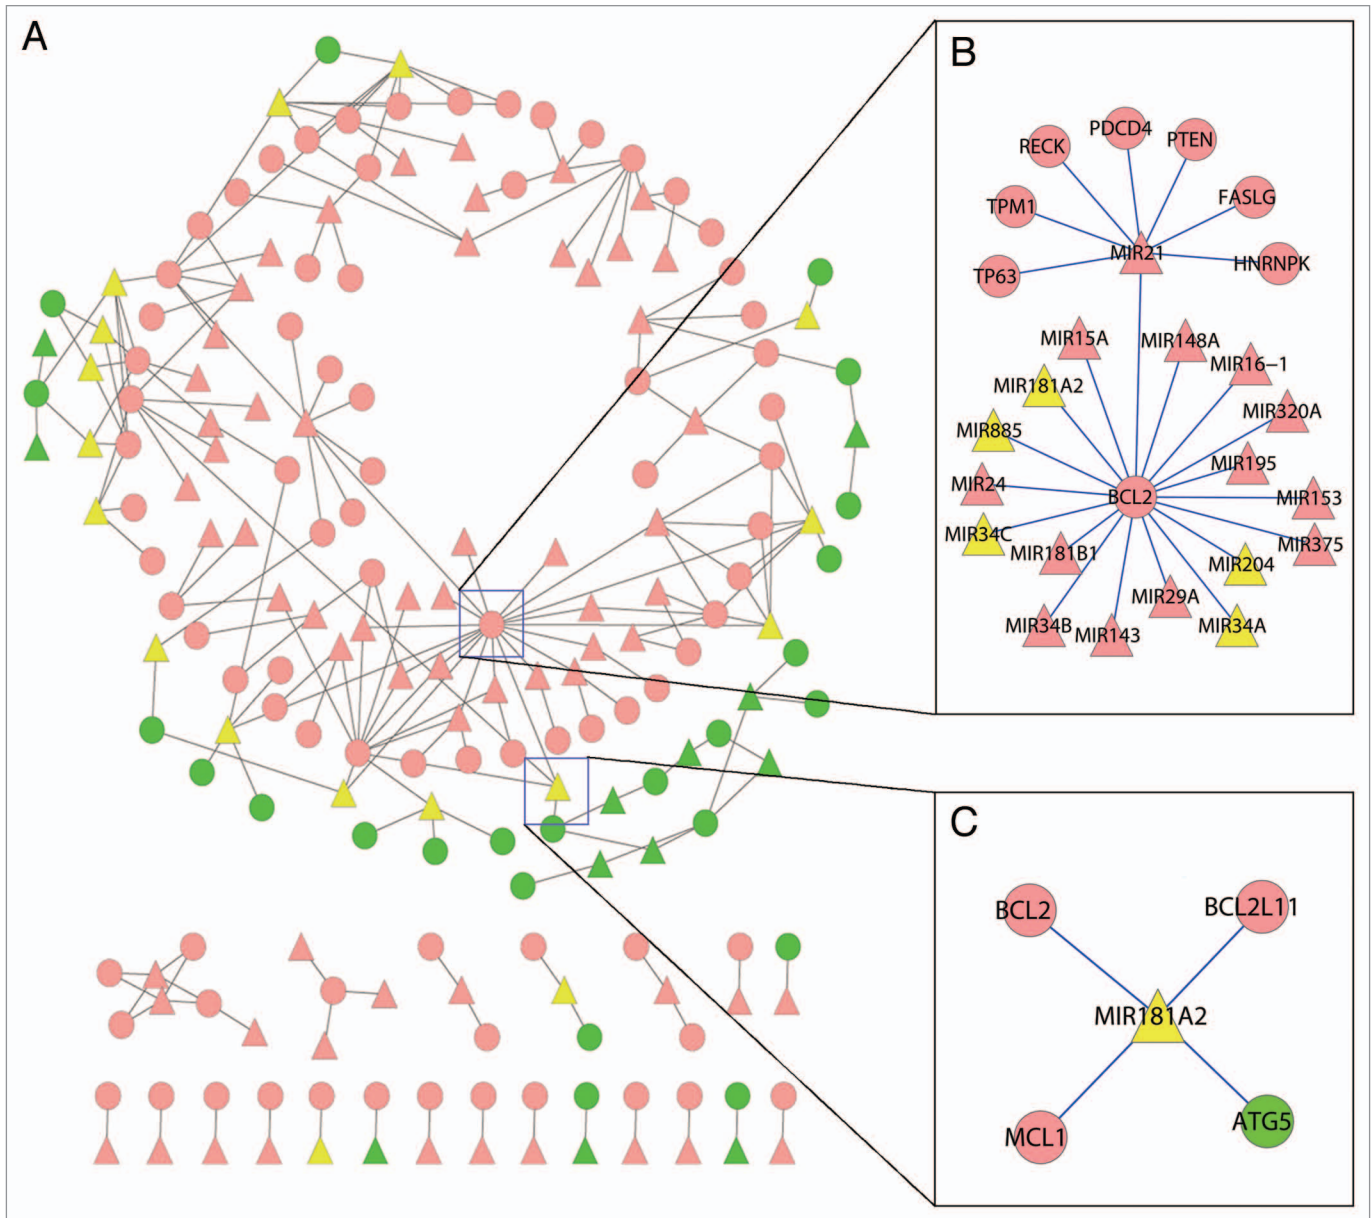 A
B
PDCD4
PTEN
RECK
FASLG
TPM1
MIR21
HNRNPK
TP63
MIR15A
MIR148A
MIR16−1
MIR181A2
MIR320A
MIR885
MIR195
MIR24
BCL2
MIR153
MIR34C
MIR181B1
MIR375
MIR204
MIR29A
MIR34B
MIR143
MIR34A
C
BCL2
BCL2L11
MIR181A2
MCL1
ATG5